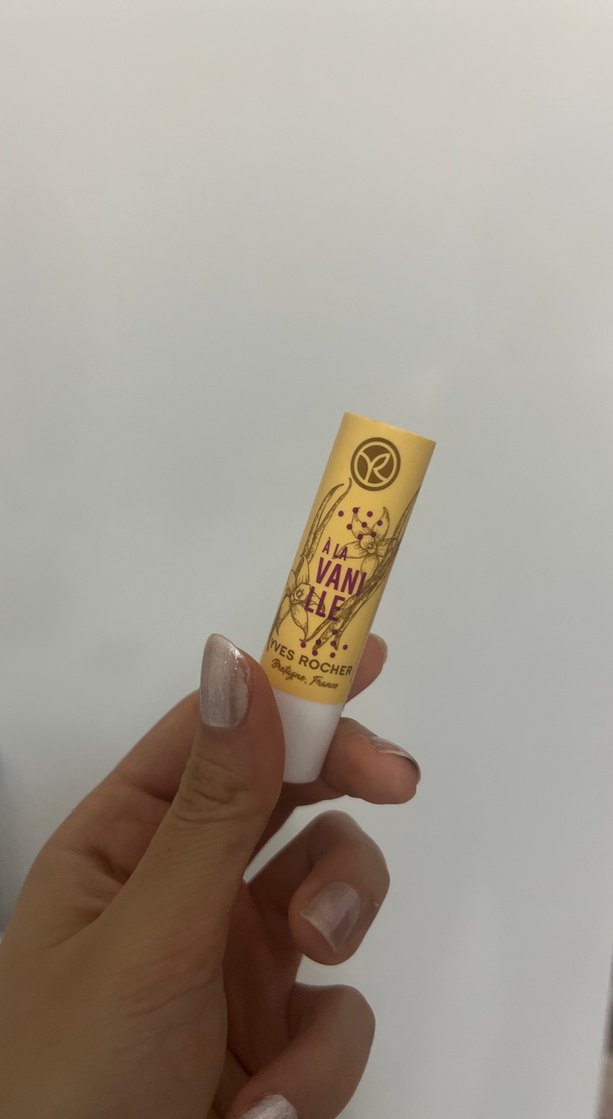 À LA
VANI
LLE
YVES ROCHER
Bretagne, France